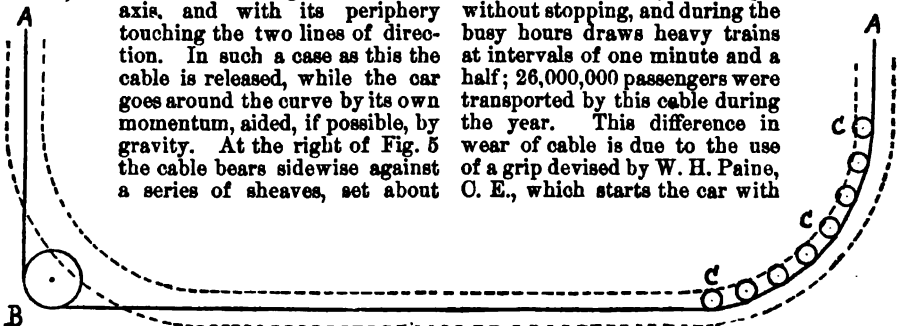 axis, and with its periphery
touching the two lines of direc-
tion. In such a case as this the
cable is released, while the car
goes around the curve by its own
momentum, aided, if possible, by
gravity. At the right of Fig. 5
the cable bears sidewise against
a series of sheaves, set about
without stopping, and during the
busy hours draws heavy trains
at intervals of one minute and a
half; 26,000,000 passengers were
transported by this cable during
the year. This difference in
wear of cable is due to the use
of a grip devised by W. H. Paine,
C. E., which starts the car with
A
A
B
C
C
C